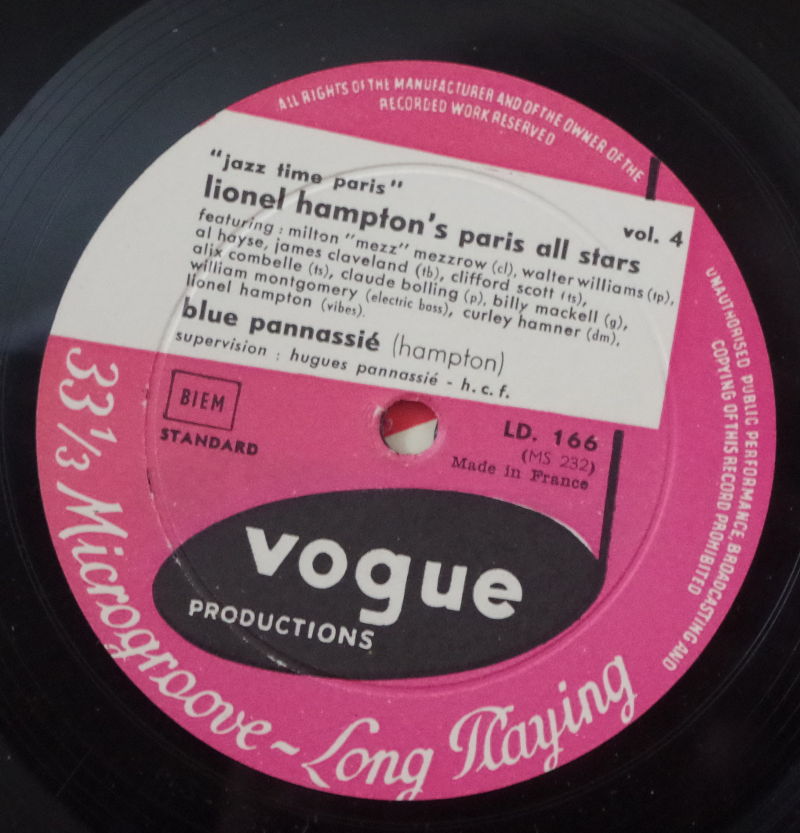 ALL RIGHTS OF THE MANUFACTURER AND OF THE OWNER OF THE
RECORDED WORK RESERVED
"jazz time paris"
vol. 4
lionel hampton's paris all stars
featuring : milton "mezz" mezzrow (cl), walter williams (tp),
al hayse, james claveland (tb), clifford scott (ts),
alix combelle (ts), claude bolling (p), billy mackell (g),
william montgomery (electric bass), curley hamner (dm),
lionel hampton (vibes).
blue pannassié (hampton)
supervision : hugues pannassié - h.c.f.
BIEM
STANDARD
LD. 166
(MS 232)
Made in France
vogue
PRODUCTIONS
33 1/3 Microgroove - Long Playing
UNAUTHORISED PUBLIC PERFORMANCE, BROADCASTING AND
COPYING OF THIS RECORD PROHIBITED